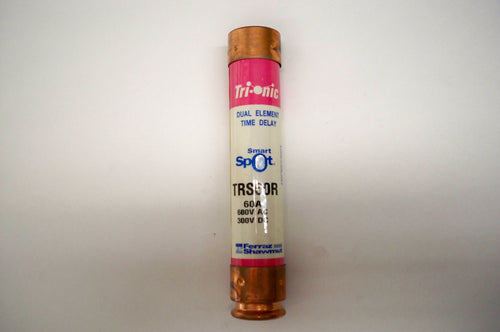 Tri-onic
DUAL ELEMENT
TIME DELAY
Smart
Spot
TRS60R
60A
600V AC
300V DC
Ferraz
Shawmut